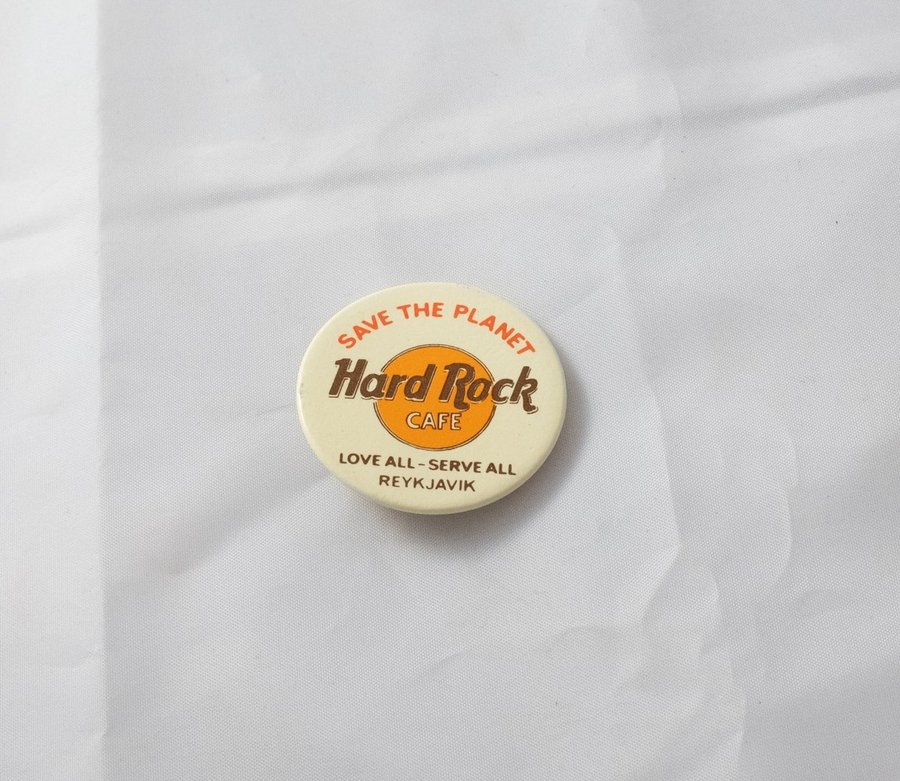 SAVE THE PLANET
Hard Rock
CAFE
LOVE ALL - SERVE ALL
REYKJAVIK